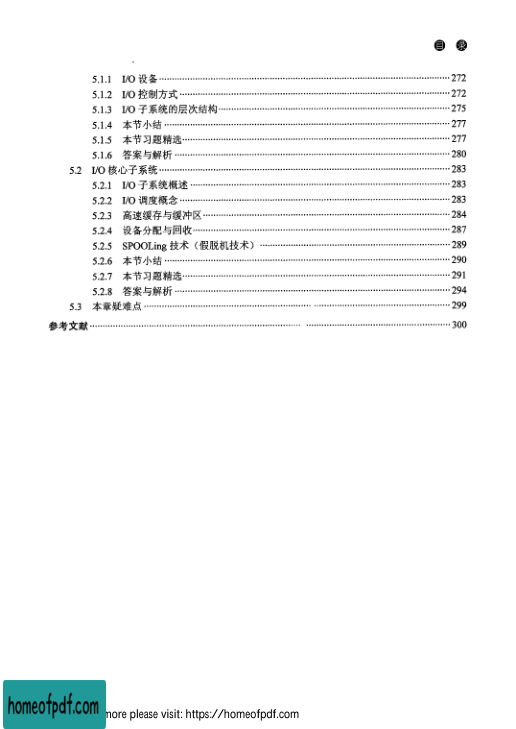 目 录
5.1.1 I/O 设备 272
5.1.2 I/O 控制方式 272
5.1.3 I/O 子系统的层次结构 275
5.1.4 本节小结 277
5.1.5 本节习题精选 277
5.1.6 答案与解析 280
5.2 I/O 核心子系统 283
5.2.1 I/O 子系统概述 283
5.2.2 I/O 调度概念 283
5.2.3 高速缓存与缓冲区 284
5.2.4 设备分配与回收 287
5.2.5 SPOOLing 技术（假脱机技术） 289
5.2.6 本节小结 290
5.2.7 本节习题精选 291
5.2.8 答案与解析 294
5.3 本章疑难点 299
参考文献 300
homeofpdf.com
more please visit: https://homeofpdf.com